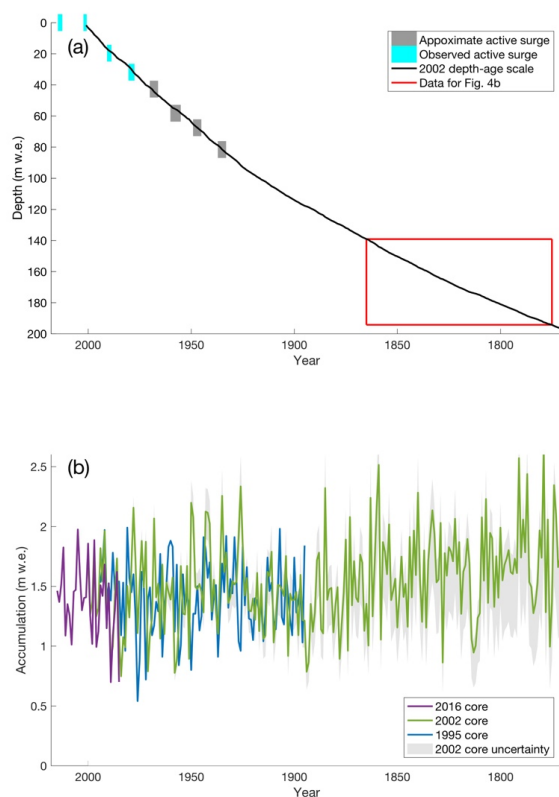 (a)
Appoximate active surge
Observed active surge
2002 depth-age scale
Data for Fig. 4b
0
20
40
60
80
100
120
140
160
180
200
Depth (m w.e.)
2000
1950
1900
1850
1800
Year
(b)
2.5
2
1.5
1
0.5
0
Accumulation (m w.e.)
2016 core
2002 core
1995 core
2002 core uncertainty
2000
1950
1900
1850
1800
Year